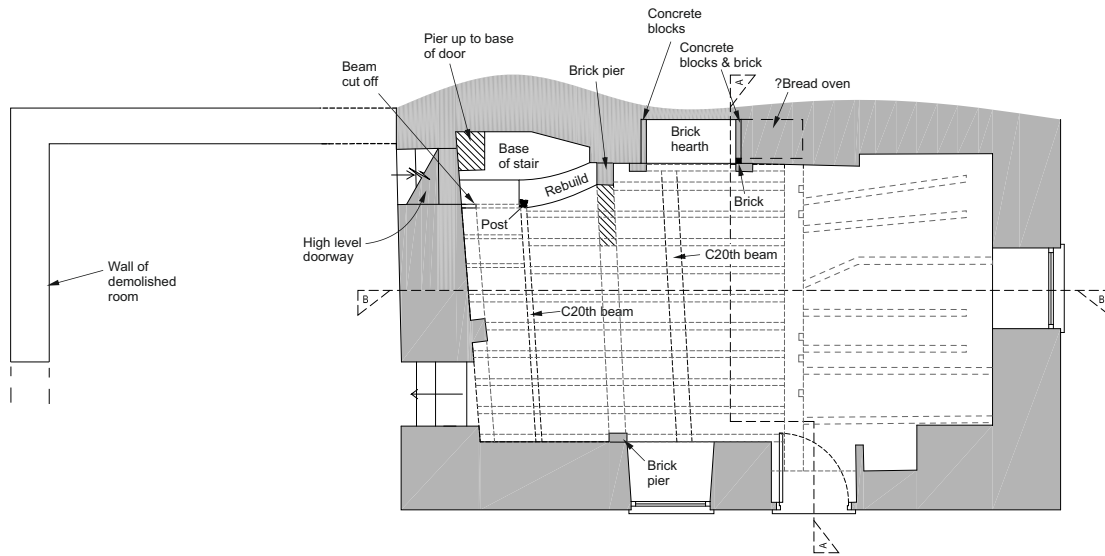 Concrete
blocks
Pier up to base
of door
Concrete
blocks & brick
Beam
cut off
Brick pier
A
?Bread oven
Brick
hearth
Base
of stair
Rebuild
Brick
Post
High level
doorway
C20th beam
Wall of
demolished
room
B
B
C20th beam
Brick
pier
A